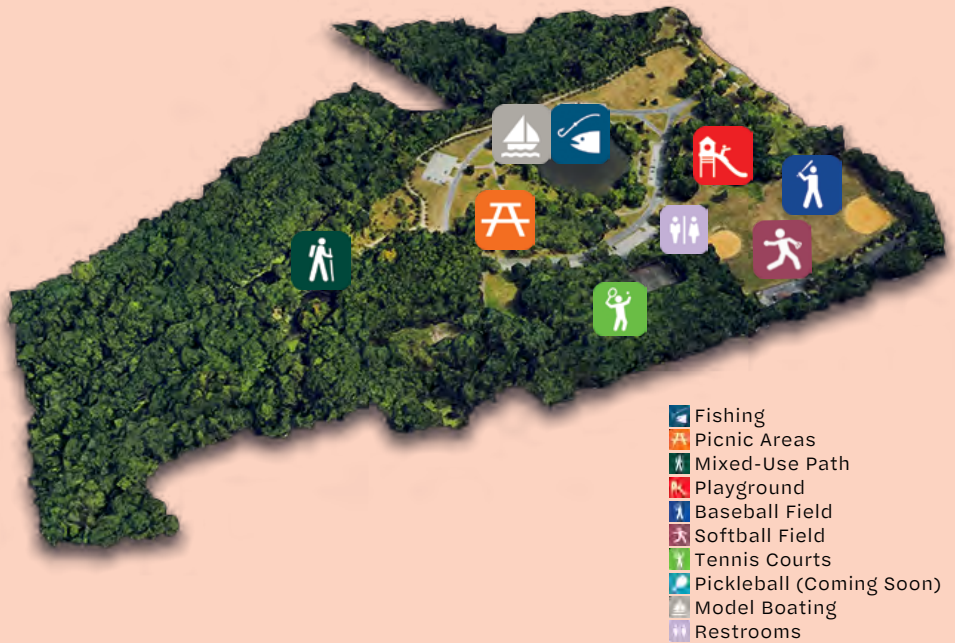 Fishing
Picnic Areas
Mixed-Use Path
Playground
Baseball Field
Softball Field
Tennis Courts
Pickleball (Coming Soon)
Model Boating
Restrooms